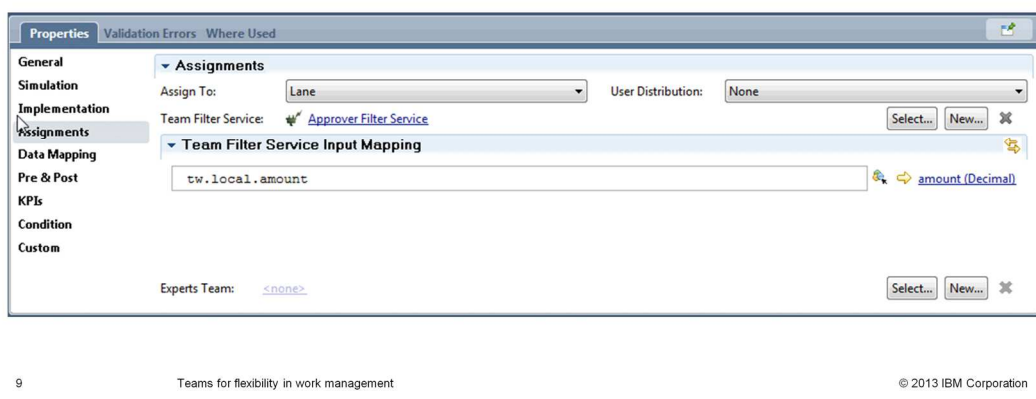 Properties Validation Errors Where Used
General
Simulation
Implementation
Assignments
Data Mapping
Pre & Post
KPIs
Condition
Custom
Assignments
Assign To: Lane User Distribution: None
Team Filter Service: Approver Filter Service Select... New...
Team Filter Service Input Mapping
tw.local.amount amount (Decimal)
Experts Team: <none> Select... New...
9 Teams for flexibility in work management © 2013 IBM Corporation